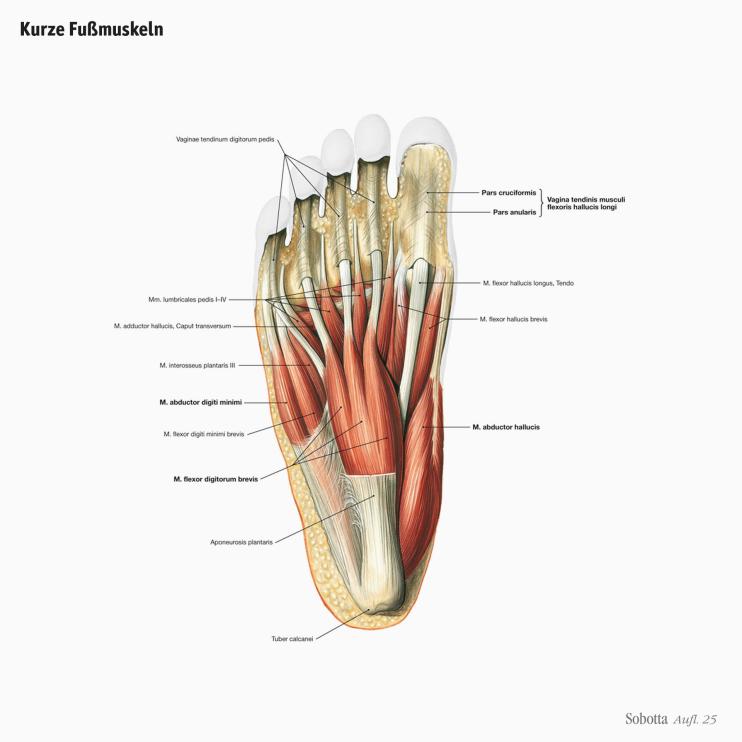 Kurze Fußmuskeln
Vaginae tendinum digitorum pedis
Pars cruciformis
Pars anularis
Vagina tendinis musculi
flexoris hallucis longi
M. flexor hallucis longus, Tendo
Mm. lumbricales pedis I–IV
M. flexor hallucis brevis
M. adductor hallucis, Caput transversum
M. interosseus plantaris III
M. abductor digiti minimi
M. abductor hallucis
M. flexor digiti minimi brevis
M. flexor digitorum brevis
Aponeurosis plantaris
Tuber calcanei
Sobotta Aufl. 25